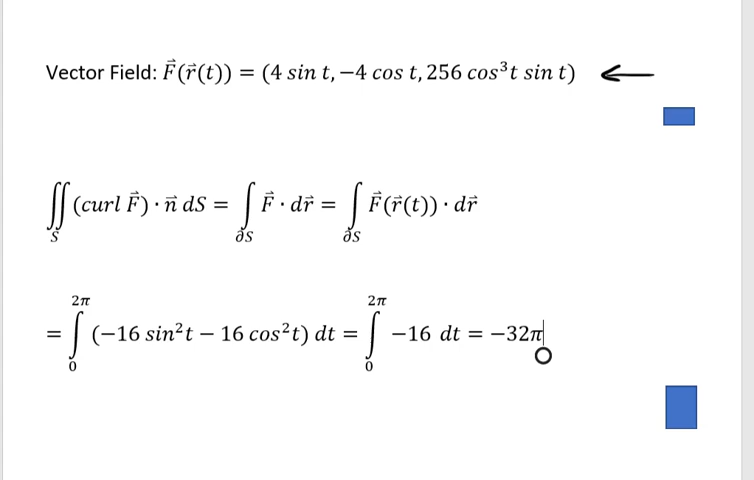 Vector Field: F⃗(r⃗(t)) = (4 sin t, −4 cos t, 256 cos³t sin t) ←
∬_S (curl F⃗) · n⃗ dS = ∫_∂S F⃗ · dr⃗ = ∫_∂S F⃗(r⃗(t)) · dr⃗
= ∫_0^2π (−16 sin²t − 16 cos²t) dt = ∫_0^2π −16 dt = −32π